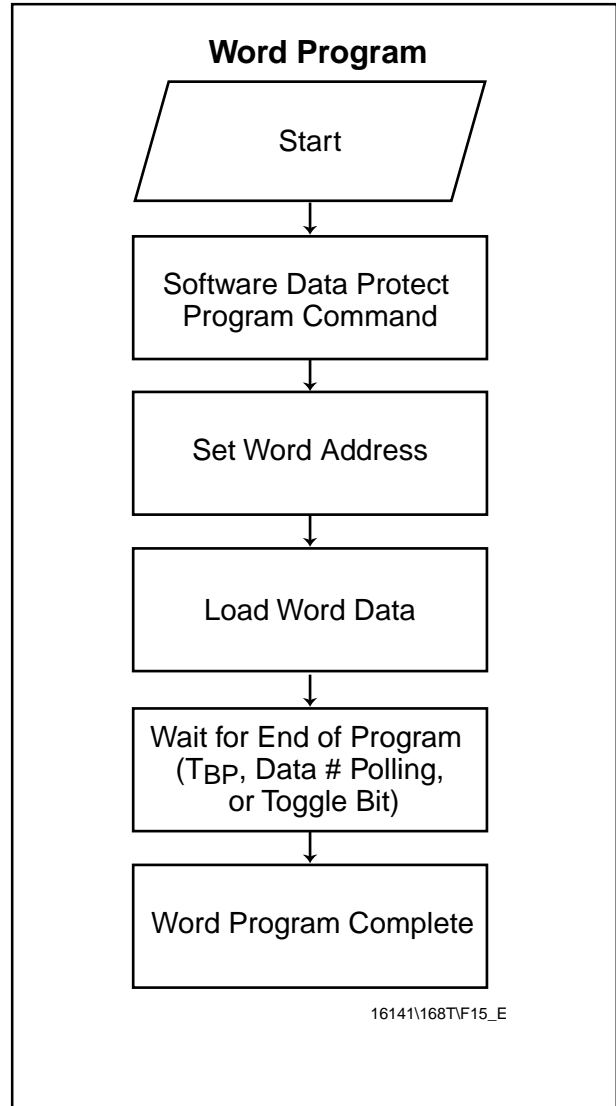 Word Program
Start
Software Data Protect
Program Command
Set Word Address
Load Word Data
Wait for End of Program
(TBP, Data # Polling,
or Toggle Bit)
Word Program Complete
16141\168T\F15_E